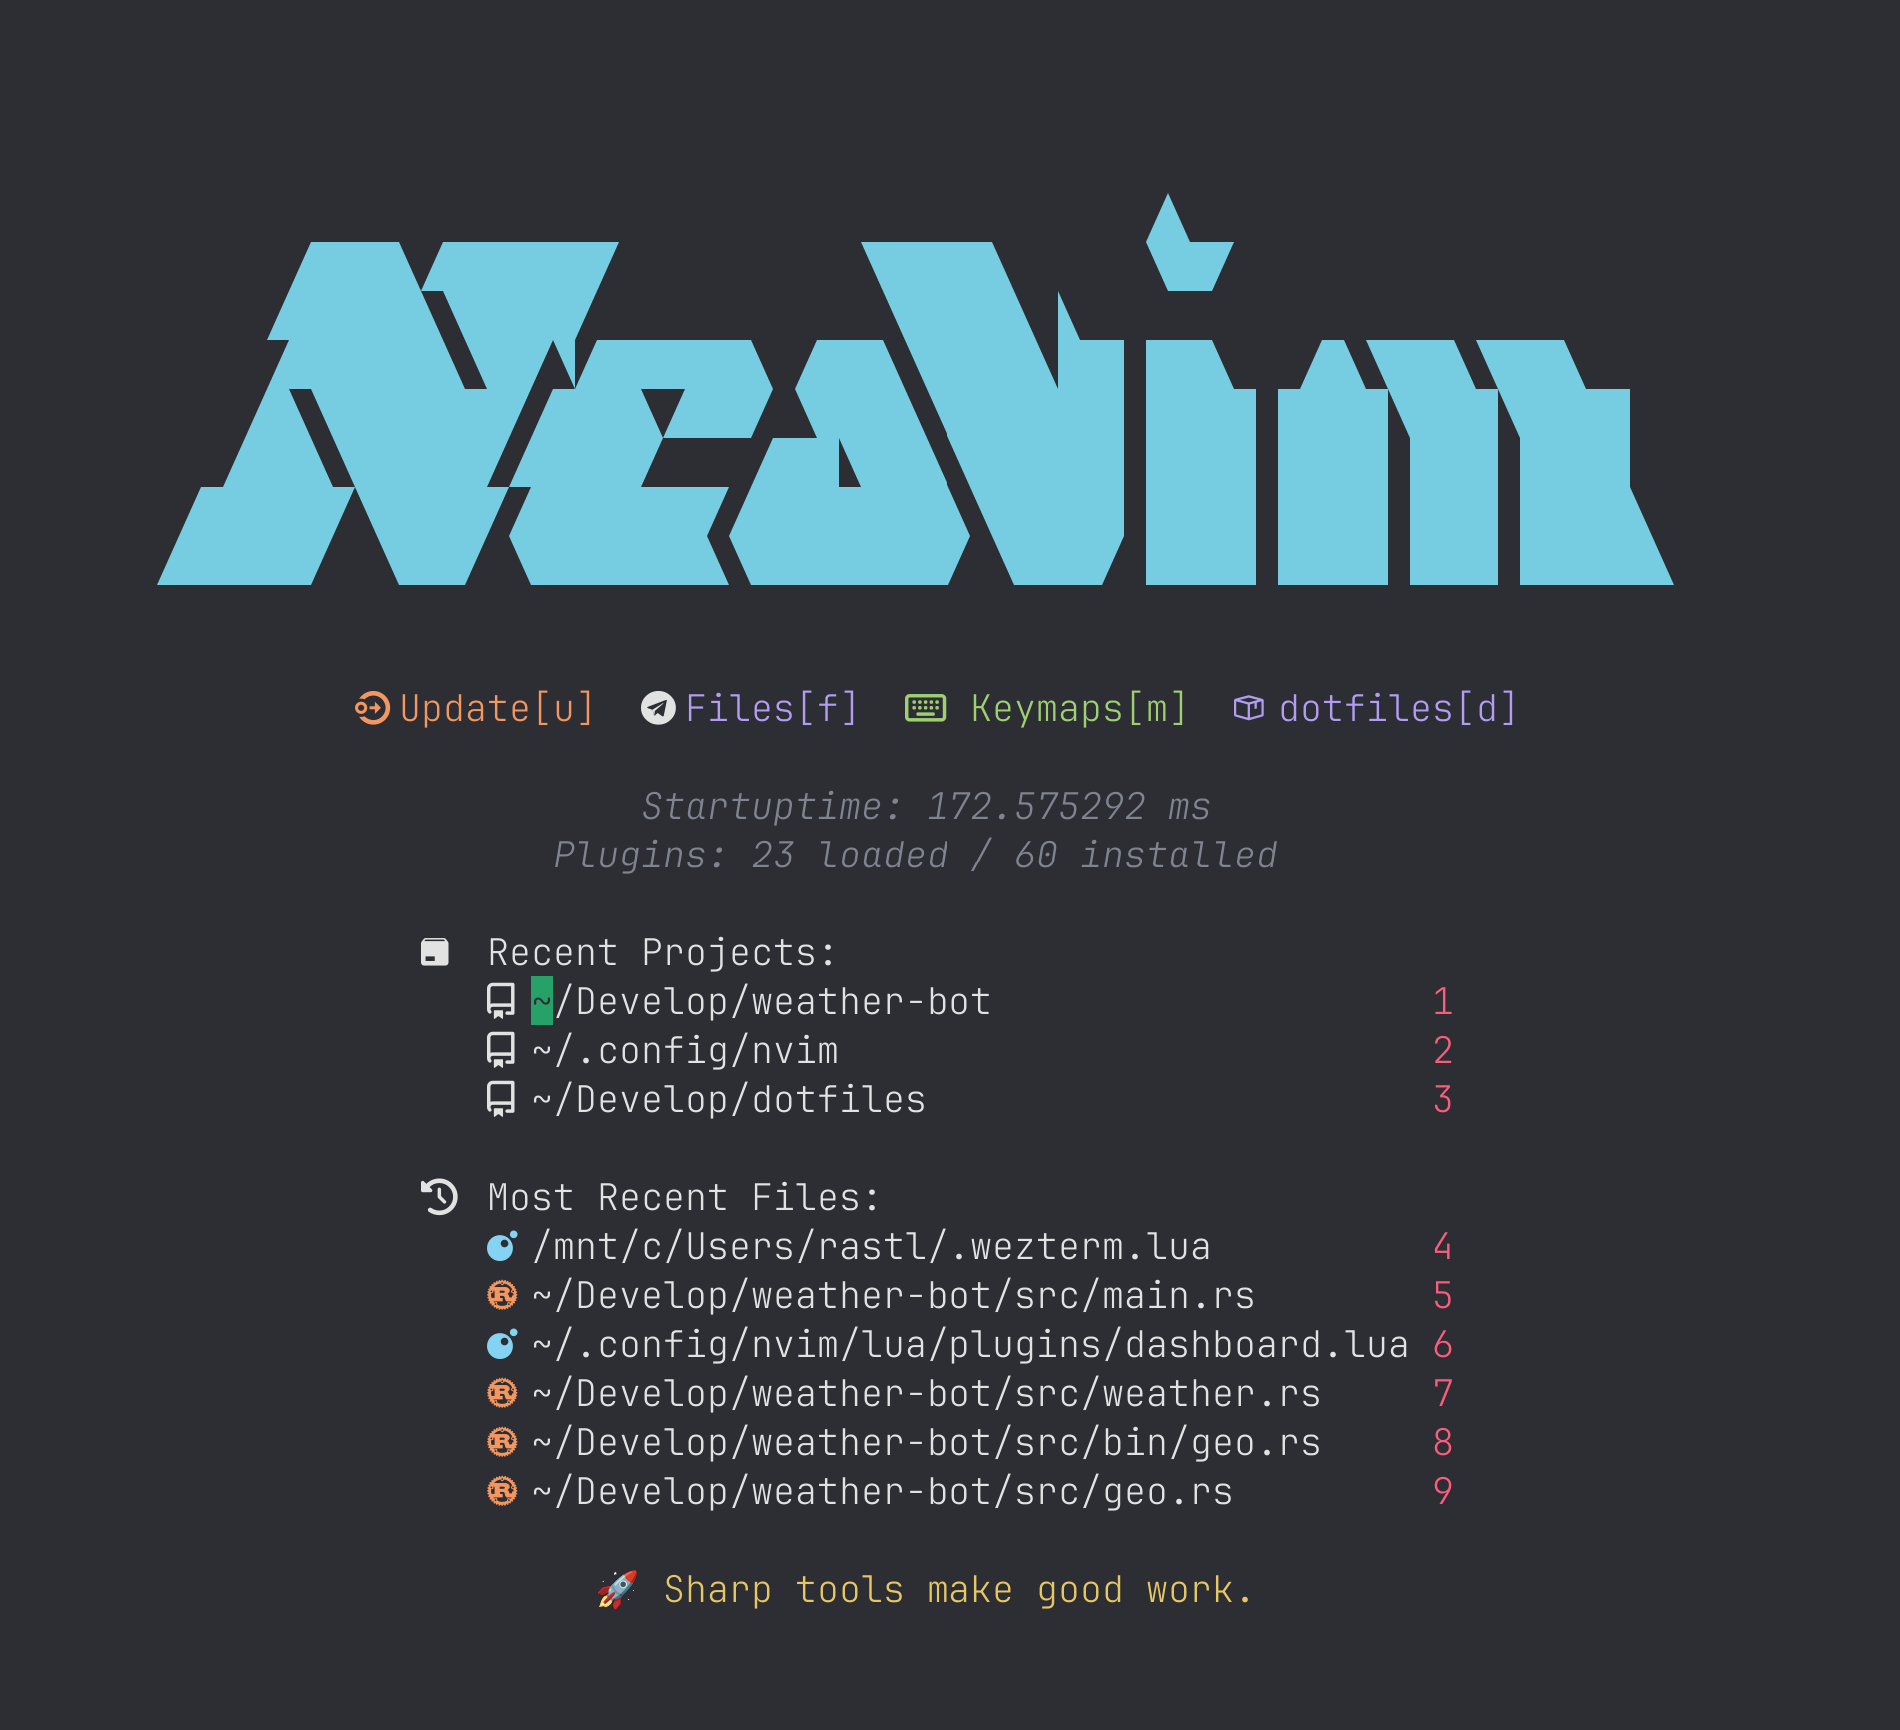 Neovim
Update[u] Files[f] Keymaps[m] dotfiles[d]
Startuptime: 172.575292 ms
Plugins: 23 loaded / 60 installed
Recent Projects:
~/Develop/weather-bot 1
~/.config/nvim 2
~/Develop/dotfiles 3
Most Recent Files:
/mnt/c/Users/rastl/.wezterm.lua 4
~/Develop/weather-bot/src/main.rs 5
~/.config/nvim/lua/plugins/dashboard.lua 6
~/Develop/weather-bot/src/weather.rs 7
~/Develop/weather-bot/src/bin/geo.rs 8
~/Develop/weather-bot/src/geo.rs 9
🚀 Sharp tools make good work.